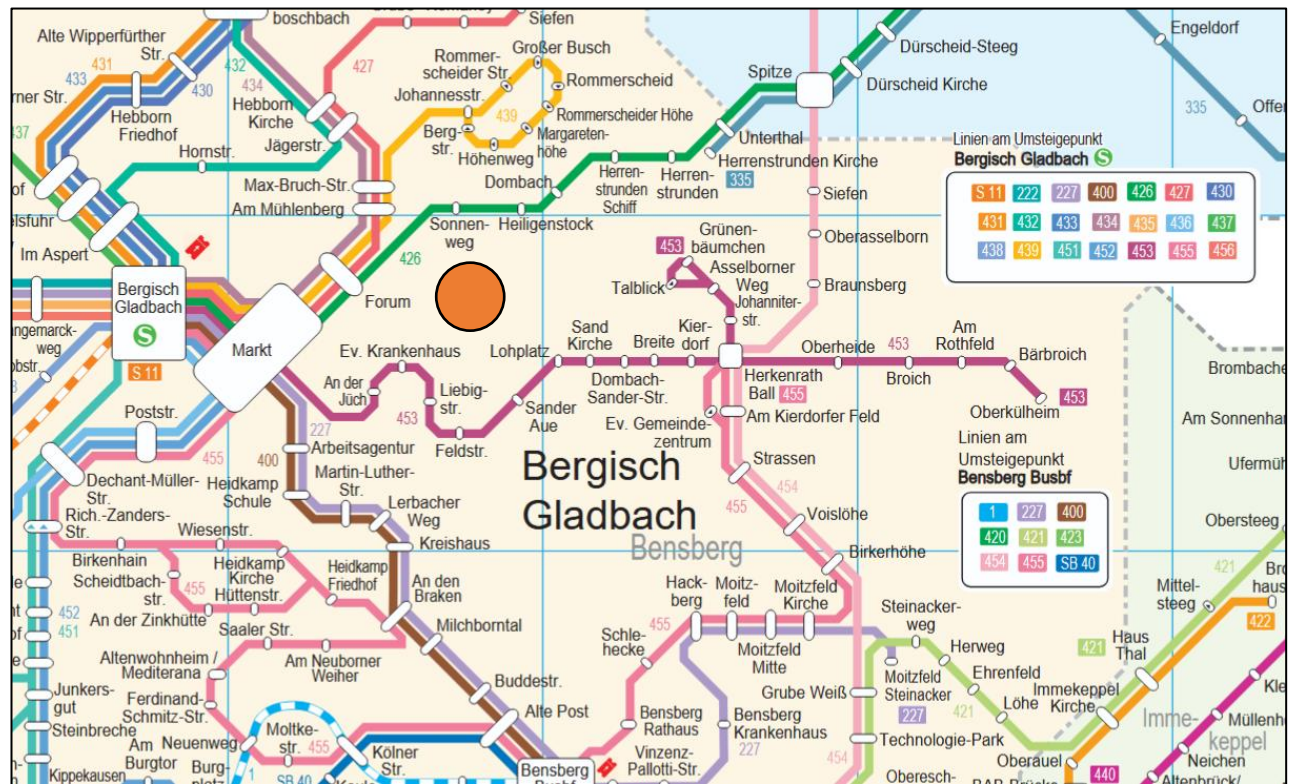 boschbach
Siefen
Alte Wipperfürther
Str.
431
433
430
432
434
427
rner Str.
437
Hebborn
Friedhof
Hebborn
Kirche
Jägerstr.
Hornstr.
Max-Bruch-Str.
Am Mühlenberg
elsfuhr
Im Aspert
Bergisch
Gladbach
S
S 11
Markt
Forum
426
Rommer-
scheider Str.
Großer Busch
Rommerscheid
Rommerscheider Höhe
Margareten-
höhe
Höhenweg
Berg-
str.
Johannesstr.
439
Sonnen-
weg
Heiligenstock
Dombach
Herren-
strunden
Schiff
Herren-
strunden
Herrenstrunden Kirche
335
Unterthal
Spitze
Dürscheid-Steeg
Dürscheid Kirche
Engeldorf
335
Offer
Siefen
Oberasselborn
Braunsberg
Linien am Umsteigepunkt
Bergisch Gladbach S
S 11 222 227 400 426 427 430
431 432 433 434 435 436 437
438 439 451 452 453 455 456
Grünen-
bäumchen
453
Asselborner
Weg
Talblick
Johanniter-
str.
ngemarck-
weg
Ev. Krankenhaus
An der
Jüch
453
Liebig-
str.
Feldstr.
Sander
Aue
Lohplatz
Sand
Kirche
Dombach-
Sander-Str.
Breite
Kier-
dorf
Herkenrath
Ball 455
Oberheide
453
Broich
Am
Rothfeld
Bärbroich
Oberkülheim
453
Brombache
Am Sonnenhan
Ufermüh
Obersteeg
Ev. Gemeinde-
zentrum
Am Kierdorfer Feld
Strassen
454
455
Voislöhe
Birkerhöhe
Bergisch
Gladbach
Bensberg
Linien am
Umsteigepunkt
Bensberg Busbf
1 227 400
420 421 423
454 455 SB 40
Poststr.
455
Dechant-Müller-
Str.
Rich.-Zanders-
Str.
400
227
Arbeitsagentur
Heidkamp
Schule
Martin-Luther-
Str.
Lerbacher
Weg
Kreishaus
Wiesenstr.
Birkenhain
Scheidtbach-
str.
455
Heidkamp
Kirche
Hüttenstr.
Heidkamp
Friedhof
An der Zinkhütte
An den
Braken
Milchborntal
452
451
Saaler Str.
Am Neuborner
Weiher
Altenwohnheim /
Mediterana
Ferdinand-
Schmitz-Str.
Junkers-
gut
Steinbreche
Buddestr.
Alte Post
Am
Burgtor
Neuenweg
Moltke-
str.
455
Kölner
Str.
Kippekausen
Burg-
platz
1
SB 40
Bensberg
Busbf
Schle-
hecke
455
Hack-
berg
Moitz-
feld
Moitzfeld
Kirche
Moitzfeld
Mitte
Bensberg
Rathaus
Bensberg
Krankenhaus
227
Vinzenz-
Pallotti-Str.
Grube Weiß
454
Technologie-Park
Steinacker-
weg
Moitzfeld
Steinacker
227
Herweg
Ehrenfeld
421
Löhe
Immekeppel
Kirche
Haus
Thal
421
Mittel-
steeg
421
422
Imme-
keppel
Oberauel
440
Neichen
Altenbrück/
Oberesch-